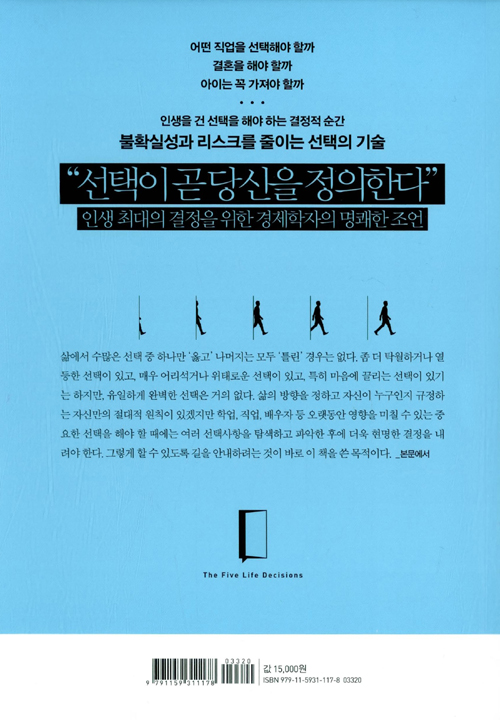 어떤 직업을 선택해야 할까
결혼을 해야 할까
아이는 꼭 가져야 할까
•••
인생을 건 선택을 해야 하는 결정적 순간
불확실성과 리스크를 줄이는 선택의 기술
“선택이 곧 당신을 정의한다”
인생 최대의 결정을 위한 경제학자의 명쾌한 조언
삶에서 수많은 선택 중 하나만 ‘옳고’ 나머지는 모두 ‘틀린’ 경우는 없다. 좀 더 탁월하거나 열
등한 선택이 있고, 매우 어리석거나 위태로운 선택이 있고, 특히 마음에 끌리는 선택이 있기
는 하지만, 유일하게 완벽한 선택은 거의 없다. 삶의 방향을 정하고 자신이 누구인지 규정하
는 자신만의 절대적 원칙이 있겠지만 학업, 직업, 배우자 등 오랫동안 영향을 미칠 수 있는 중
요한 선택을 해야 할 때에는 여러 선택사항을 탐색하고 파악한 후에 더욱 현명한 결정을 내
려야 한다. 그렇게 할 수 있도록 길을 안내하려는 것이 바로 이 책을 쓴 목적이다. _본문에서
The Five Life Decisions
03320
값 15,000원
9 791159 311178
ISBN 979-11-5931-117-8 03320